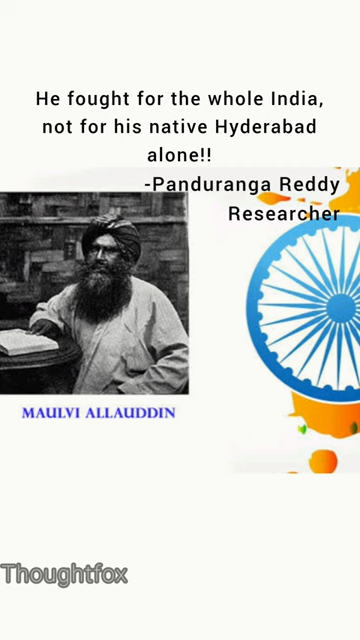 He fought for the whole India,
not for his native Hyderabad
alone!!
-Panduranga Reddy
Researcher
MAULVI ALLAUDDIN
Thoughtfox